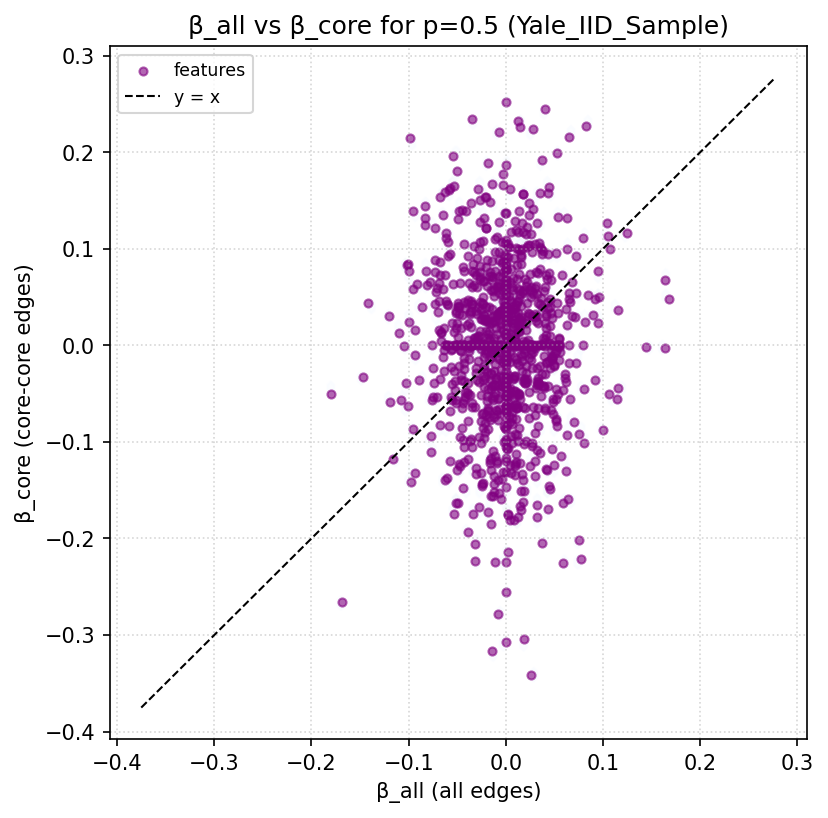 β_all vs β_core for p=0.5 (Yale_IID_Sample)
features
y = x
0.3
0.2
0.1
0.0
−0.1
−0.2
−0.3
−0.4
β_core (core-core edges)
−0.4 −0.3 −0.2 −0.1 0.0 0.1 0.2 0.3
β_all (all edges)